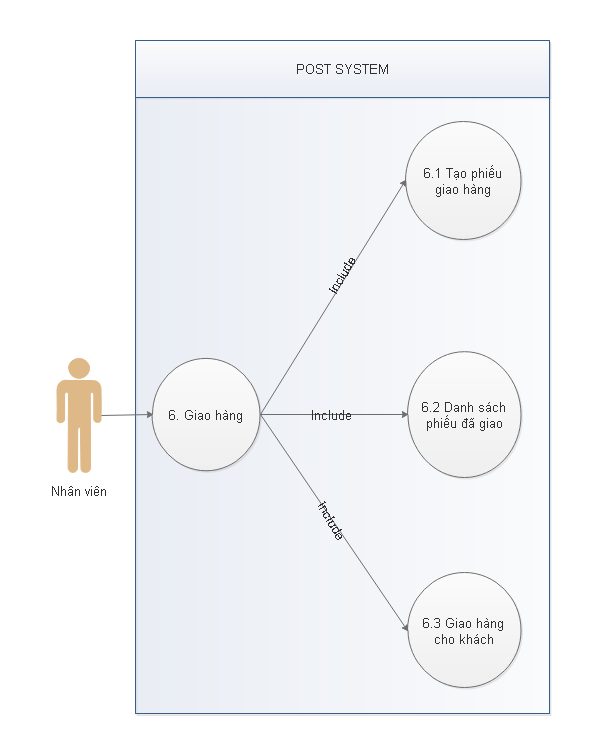 POST SYSTEM
6.1 Tạo phiếu
giao hàng
Include
6. Giao hàng
Include
6.2 Danh sách
phiếu đã giao
Nhân viên
Include
6.3 Giao hàng
cho khách